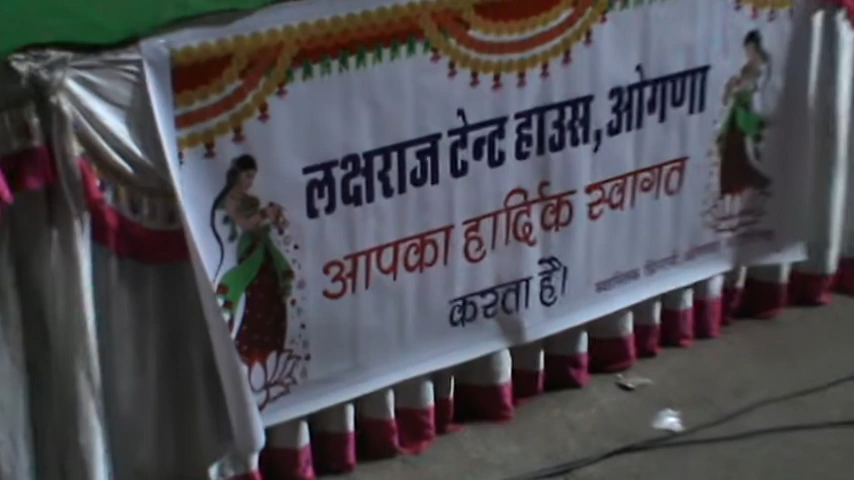 लक्षराज टेन्ट हाउस, ओगणा
आपका हार्दिक स्वागत
करता है।